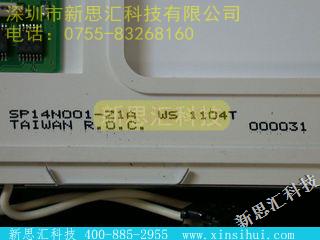 深圳市新思汇科技有限公司
电话：0755-83268160
SP14N001-Z1A WS 1104T
TAIWAN R.O.C. 000031
新思汇科技
新思汇科技 400-885-2955 www.xinsihui.com